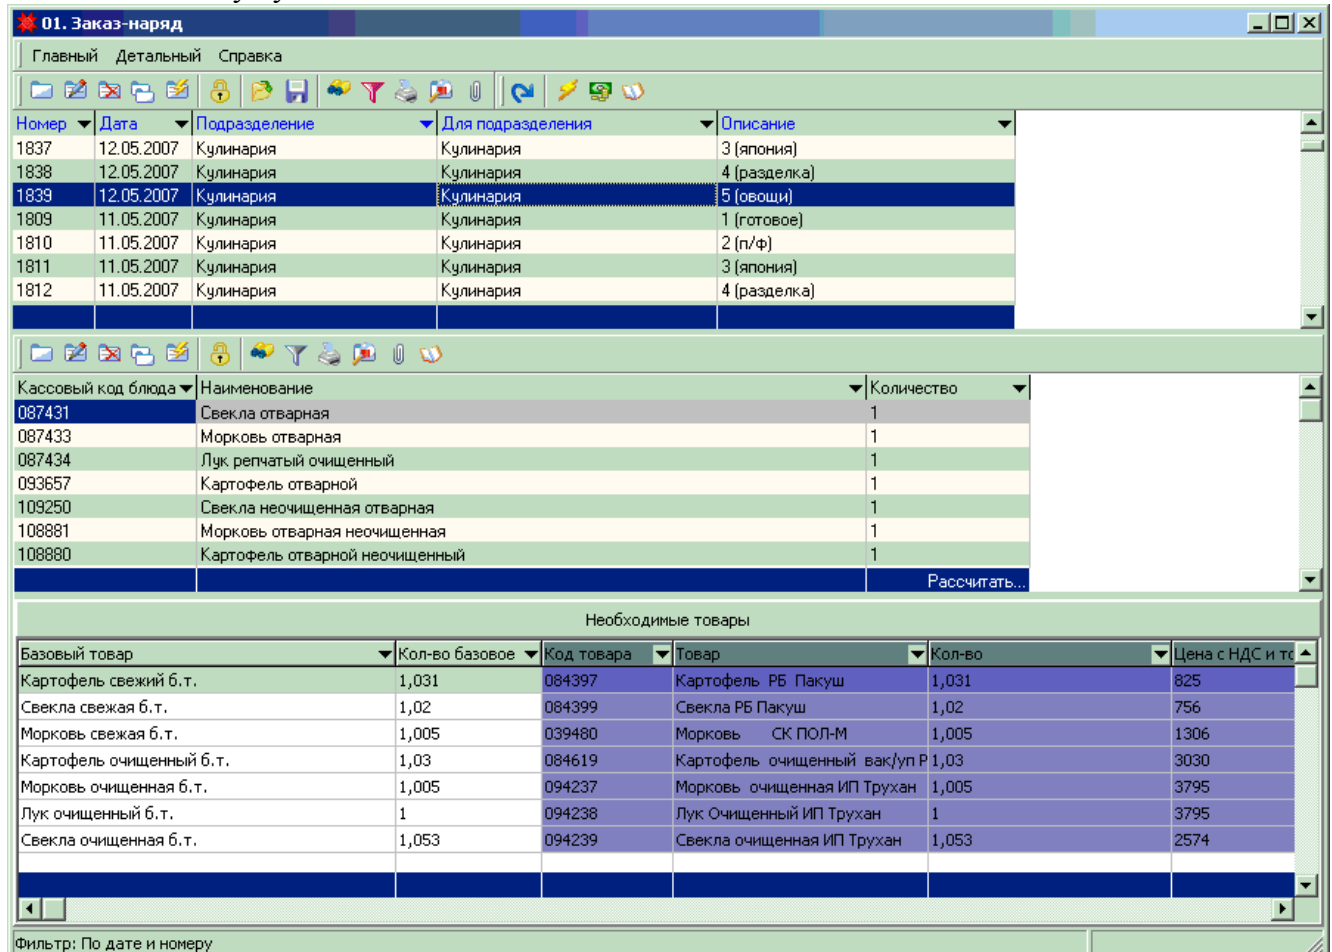 01. Заказ-наряд
Главный Детальный Справка
Номер Дата Подразделение Для подразделения Описание
1837 12.05.2007 Кулинария Кулинария 3 (япония)
1838 12.05.2007 Кулинария Кулинария 4 (разделка)
1839 12.05.2007 Кулинария Кулинария 5 (овощи)
1809 11.05.2007 Кулинария Кулинария 1 (готовое)
1810 11.05.2007 Кулинария Кулинария 2 (п/ф)
1811 11.05.2007 Кулинария Кулинария 3 (япония)
1812 11.05.2007 Кулинария Кулинария 4 (разделка)
Кассовый код блюда Наименование Количество
087431 Свекла отварная 1
087433 Морковь отварная 1
087434 Лук репчатый очищенный 1
093657 Картофель отварной 1
109250 Свекла неочищенная отварная 1
108881 Морковь отварная неочищенная 1
108880 Картофель отварной неочищенный 1
Рассчитать...
Необходимые товары
Базовый товар Кол-во базовое Код товара Товар Кол-во Цена с НДС и то
Картофель свежий б.т. 1,031 084397 Картофель РБ Пакуш 1,031 825
Свекла свежая б.т. 1,02 084399 Свекла РБ Пакуш 1,02 756
Морковь свежая б.т. 1,005 039480 Морковь СК ПОЛ-М 1,005 1306
Картофель очищенный б.т. 1,03 084619 Картофель очищенный вак/уп Р 1,03 3030
Морковь очищенная б.т. 1,005 094237 Морковь очищенная ИП Трухан 1,005 3795
Лук очищенный б.т. 1 094238 Лук Очищенный ИП Трухан 1 3795
Свекла очищенная б.т. 1,053 094239 Свекла очищенная ИП Трухан 1,053 2574
Фильтр: По дате и номеру